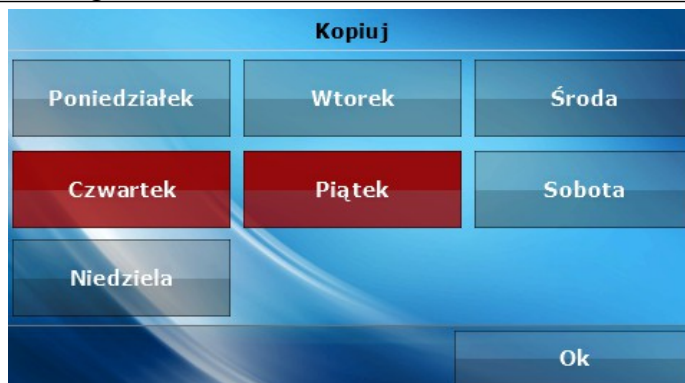 Kopiuj
Poniedziałek Wtorek Środa
Czwartek Piątek Sobota
Niedziela
Ok